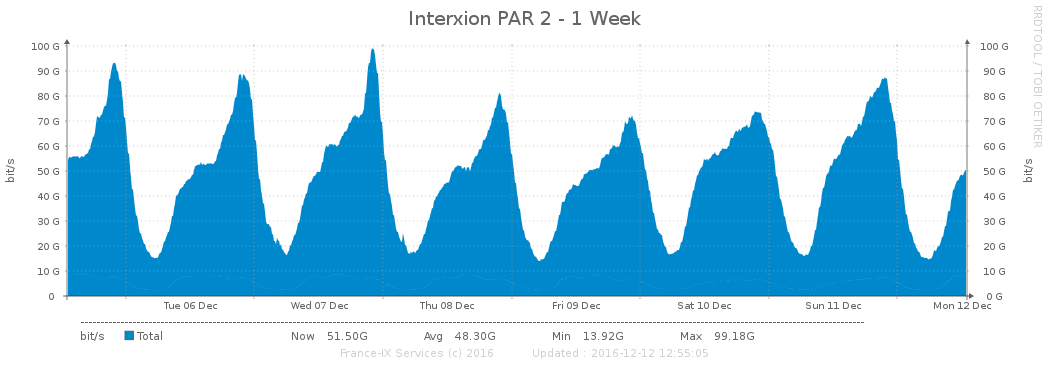 Interxion PAR 2 - 1 Week
RRDTOOL / TOBI OETIKER
bit/s
bit/s
100 G 100 G
90 G 90 G
80 G 80 G
70 G 70 G
60 G 60 G
50 G 50 G
40 G 40 G
30 G 30 G
20 G 20 G
10 G 10 G
0 0 G
Tue 06 Dec Wed 07 Dec Thu 08 Dec Fri 09 Dec Sat 10 Dec Sun 11 Dec Mon 12 Dec
bit/s Total Now 51.50G Avg 48.30G Min 13.92G Max 99.18G
France-IX Services (c) 2016 Updated : 2016-12-12 12:55:05